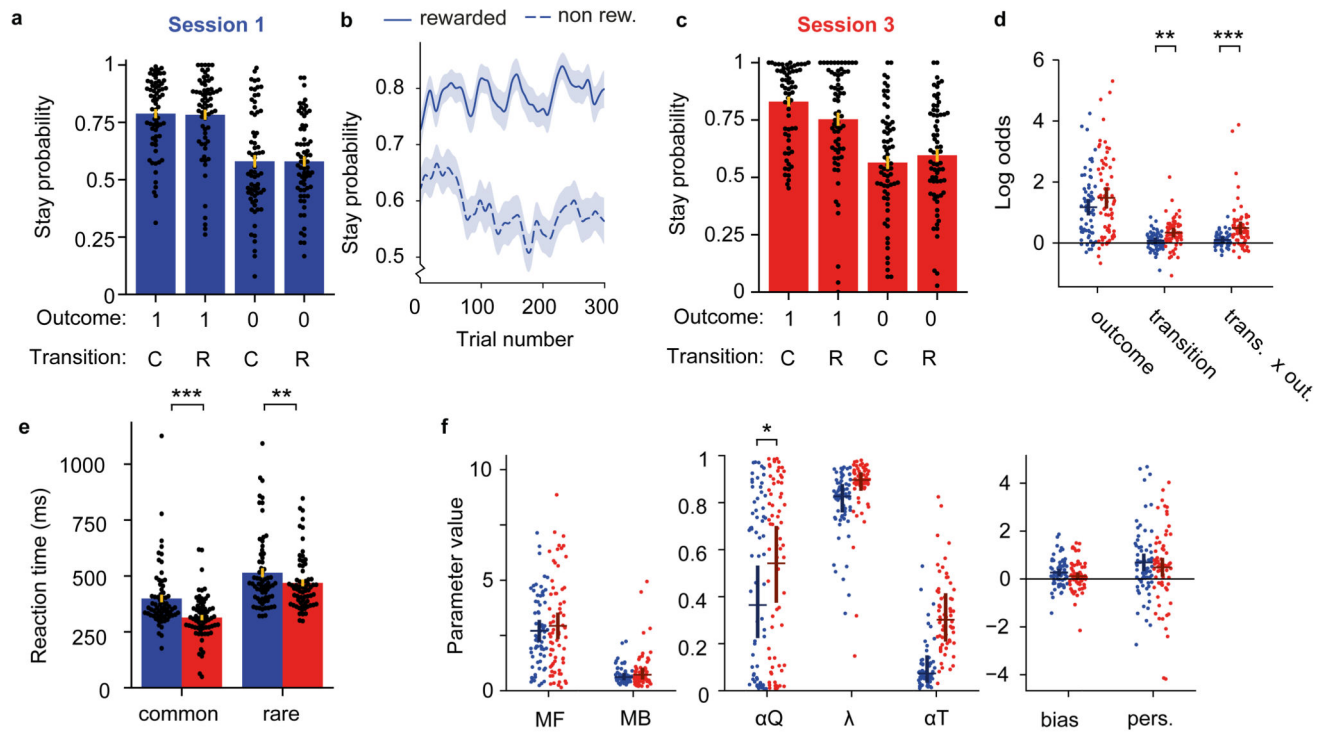 a
Session 1
Stay probability
1
0.75
0.5
0.25
0
Outcome: 1 1 0 0
Transition: C R C R
b
rewarded non rew.
Stay probability
0.8
0.7
0.6
0.5
0 100 200 300
Trial number
c
Session 3
Stay probability
1
0.75
0.5
0.25
0
Outcome: 1 1 0 0
Transition: C R C R
d
** ***
Log odds
6
4
2
0
outcome
transition
trans. x out.
e
*** **
Reaction time (ms)
1000
750
500
250
0
common rare
f
Parameter value
10
5
0
MF MB
*
1
0.8
0.6
0.4
0.2
0
αQ λ αT
4
2
0
−2
−4
bias pers.